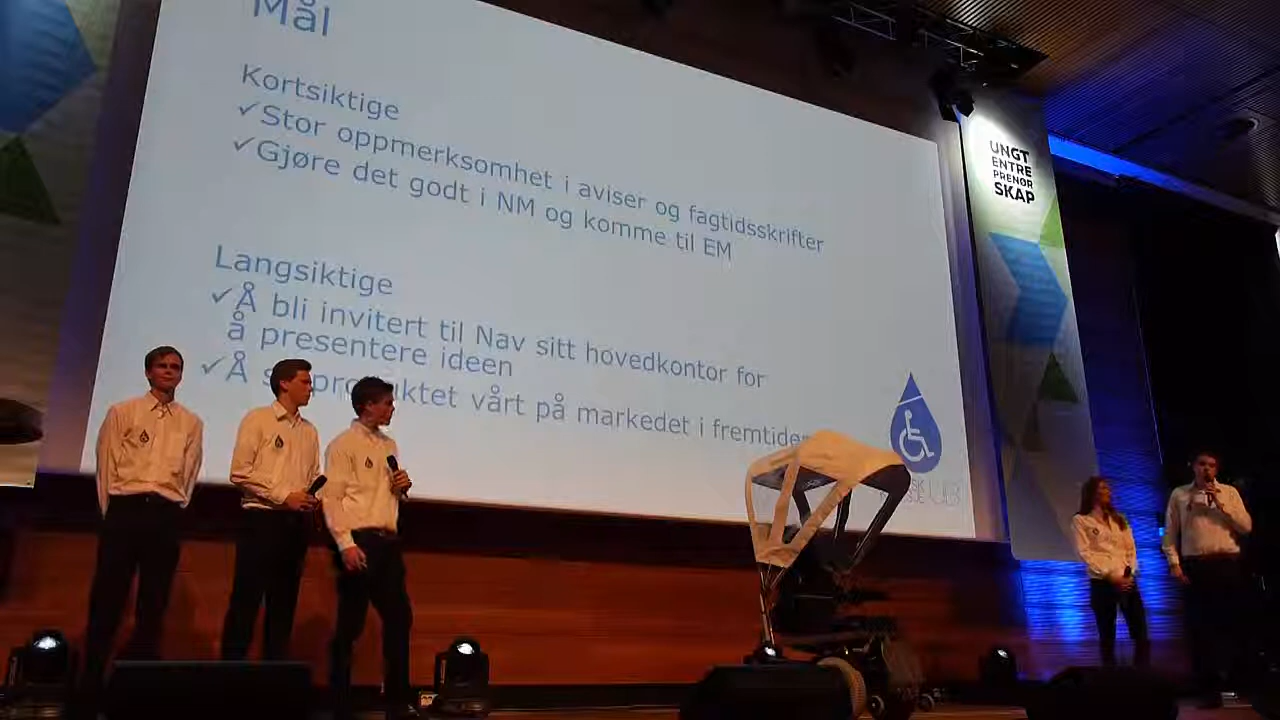 Mål
Kortsiktige
✓Stor oppmerksomhet i aviser og fagtidsskrifter
✓Gjøre det godt i NM og komme til EM
Langsiktige
✓Å bli invitert til Nav sitt hovedkontor for
å presentere ideen
✓Å vårt på markedet i fremtiden
UNGT
ENTRE
PRENØR
SKAP
UB